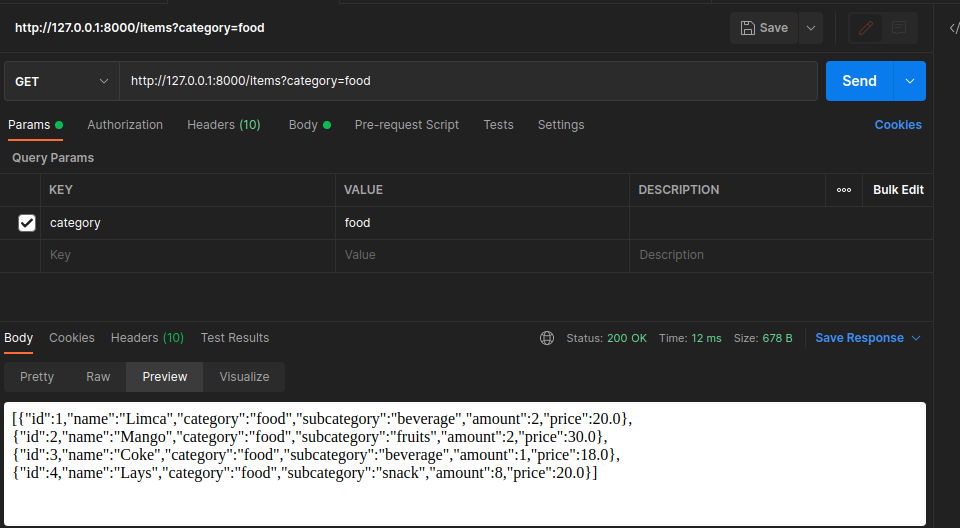 http://127.0.0.1:8000/items?category=food
Save
GET
http://127.0.0.1:8000/items?category=food
Send
Params Authorization Headers (10) Body Pre-request Script Tests Settings Cookies
Query Params
KEY VALUE DESCRIPTION ooo Bulk Edit
category food
Key Value Description
Body Cookies Headers (10) Test Results Status: 200 OK Time: 12 ms Size: 678 B Save Response
Pretty Raw Preview Visualize
[{"id":1,"name":"Limca","category":"food","subcategory":"beverage","amount":2,"price":20.0},
{"id":2,"name":"Mango","category":"food","subcategory":"fruits","amount":2,"price":30.0},
{"id":3,"name":"Coke","category":"food","subcategory":"beverage","amount":1,"price":18.0},
{"id":4,"name":"Lays","category":"food","subcategory":"snack","amount":8,"price":20.0}]